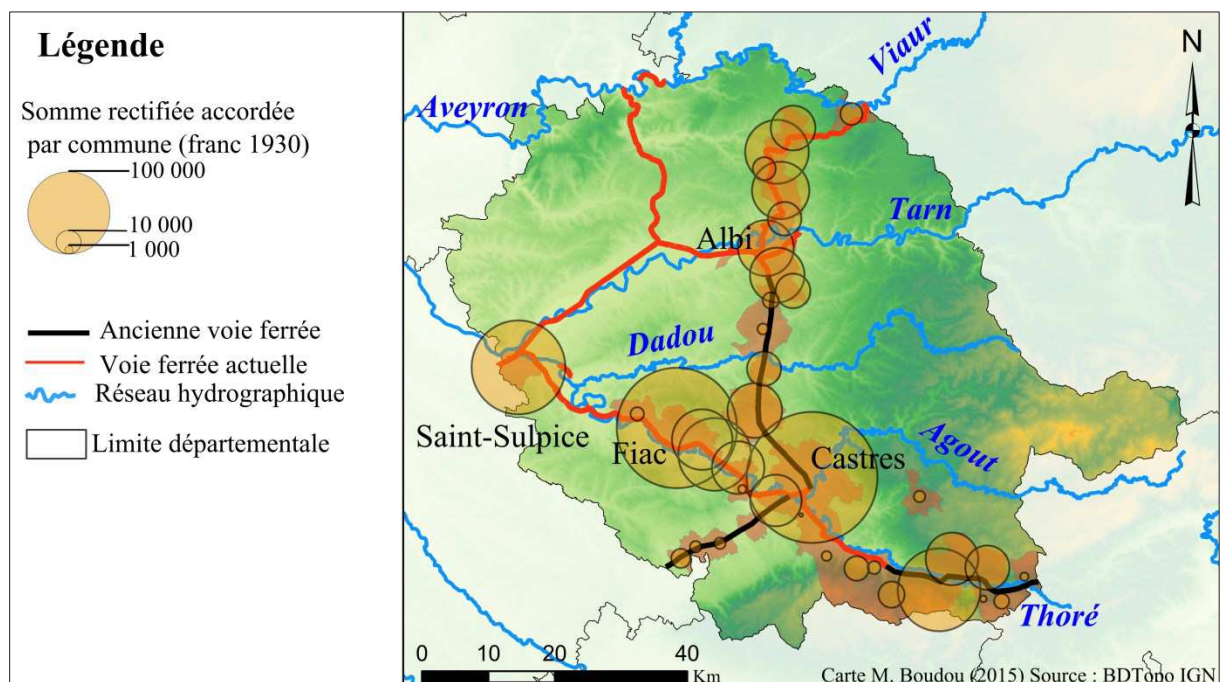 Légende
Somme rectifiée accordée
par commune (franc 1930)
100 000
10 000
1 000
Ancienne voie ferrée
Voie ferrée actuelle
Réseau hydrographique
Limite départementale
N
Viaur
Aveyron
Tarn
Albi
Dadou
Saint-Sulpice
Fiac
Castres
Agout
Thoré
0 10 20 40
Km
Carte M. Boudou (2015) Source : BDTopo IGN